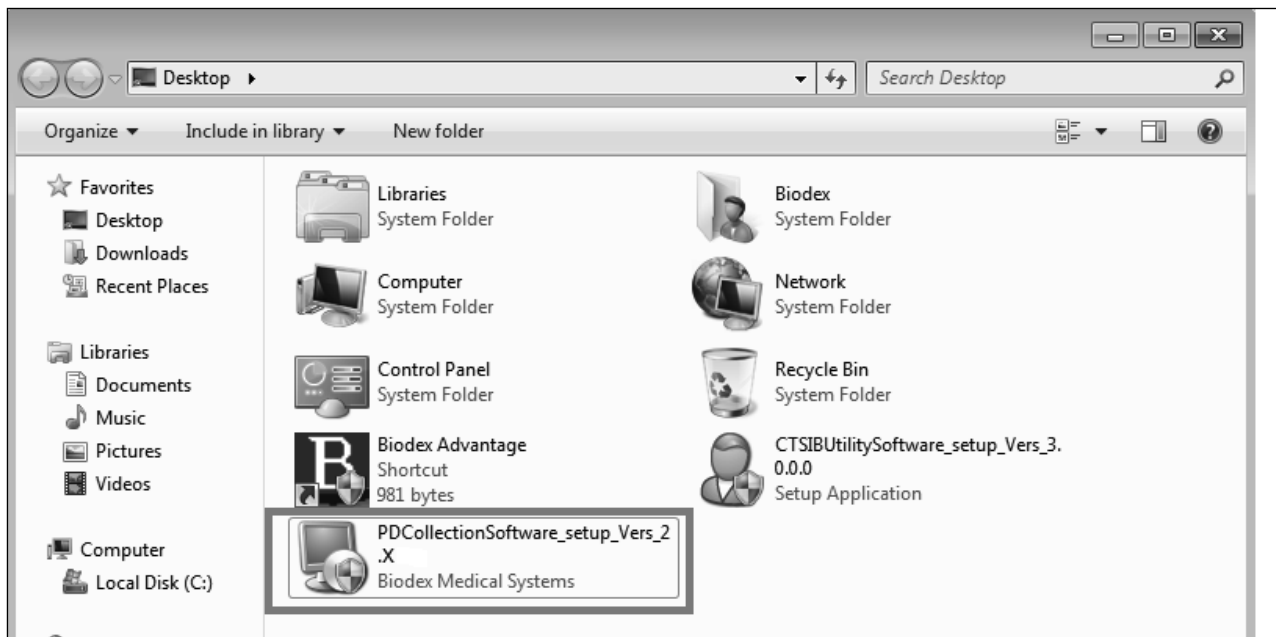 Desktop
Search Desktop
Organize
Include in library
New folder
Favorites
Desktop
Downloads
Recent Places
Libraries
Documents
Music
Pictures
Videos
Computer
Local Disk (C:)
Libraries
System Folder
Biodex
System Folder
Computer
System Folder
Network
System Folder
Control Panel
System Folder
Recycle Bin
System Folder
B
Biodex Advantage
Shortcut
981 bytes
CTSIBUtilitySoftware_setup_Vers_3.
0.0.0
Setup Application
PDCollectionSoftware_setup_Vers_2
.X
Biodex Medical Systems